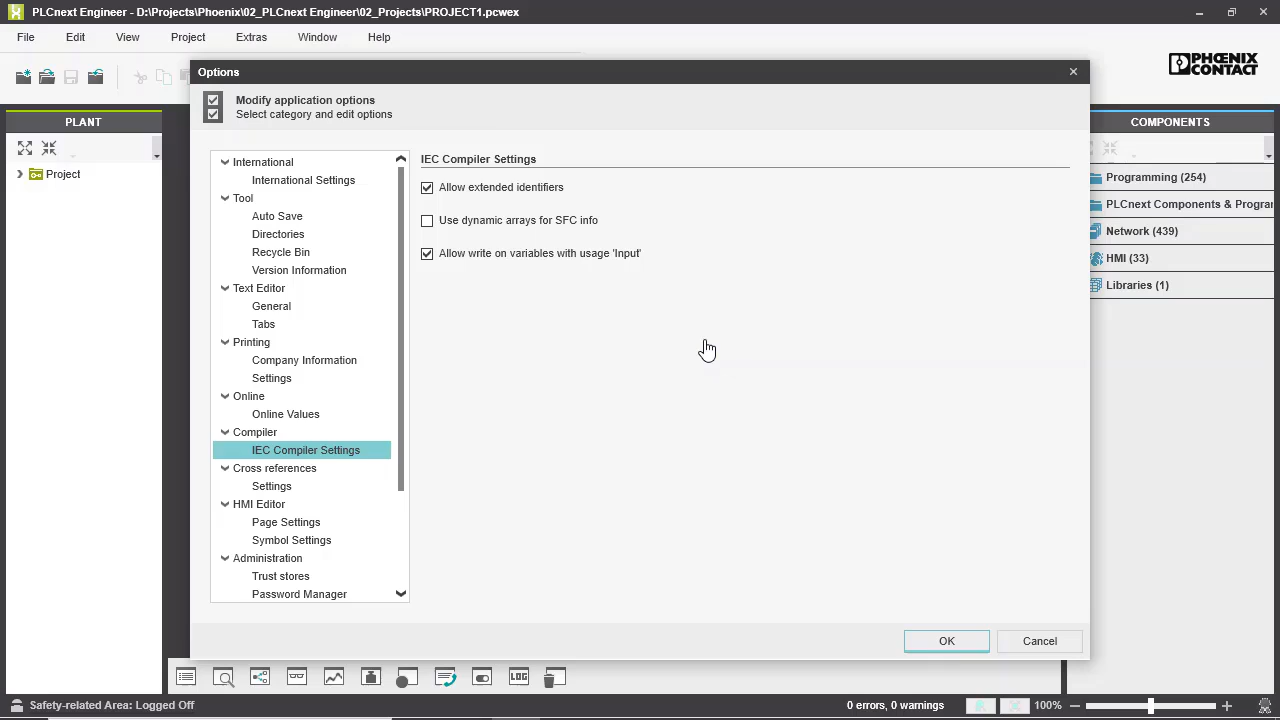 PLCnext Engineer - D:\Projects\Phoenix\02_PLCnext Engineer\02_Projects\PROJECT1.pcwex
File Edit View Project Extras Window Help
PHŒNIX
CONTACT
Options
Modify application options
Select category and edit options
PLANT
Project
International
International Settings
Tool
Auto Save
Directories
Recycle Bin
Version Information
Text Editor
General
Tabs
Printing
Company Information
Settings
Online
Online Values
Compiler
IEC Compiler Settings
Cross references
Settings
HMI Editor
Page Settings
Symbol Settings
Administration
Trust stores
Password Manager
IEC Compiler Settings
Allow extended identifiers
Use dynamic arrays for SFC info
Allow write on variables with usage 'Input'
OK Cancel
COMPONENTS
Programming (254)
PLCnext Components & Prograr
Network (439)
HMI (33)
Libraries (1)
LOG
Safety-related Area: Logged Off
0 errors, 0 warnings
100%